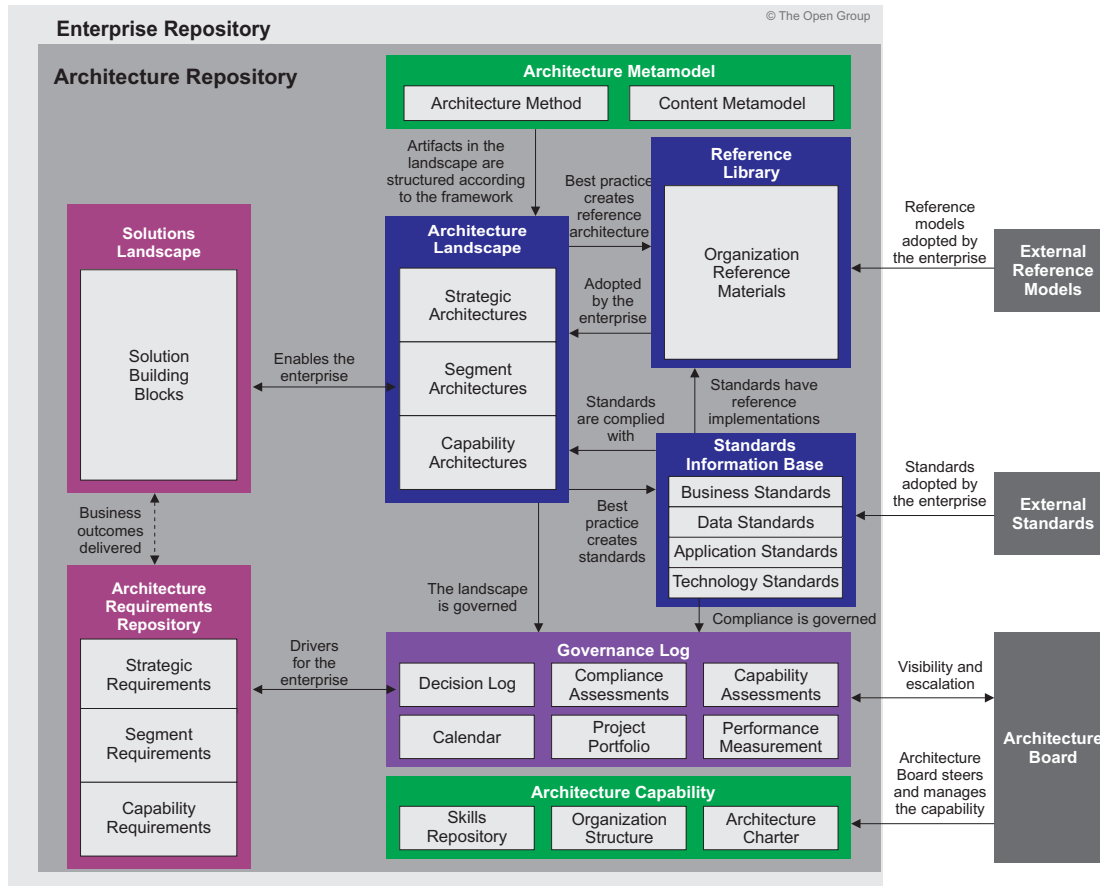 © The Open Group
Enterprise Repository
Architecture Repository
Architecture Metamodel
Architecture Method
Content Metamodel
Artifacts in the
landscape are
structured according
to the framework
Best practice
creates
reference
architecture
Reference
Library
Organization
Reference
Materials
Reference
models
adopted by
the enterprise
External
Reference
Models
Solutions
Landscape
Solution
Building
Blocks
Enables the
enterprise
Architecture
Landscape
Strategic
Architectures
Segment
Architectures
Capability
Architectures
Adopted
by the
enterprise
Standards
are complied
with
Standards have
reference
implementations
Best
practice
creates
standards
Standards
Information Base
Business Standards
Data Standards
Application Standards
Technology Standards
Standards
adopted by
the enterprise
External
Standards
Business
outcomes
delivered
The landscape
is governed
Compliance is governed
Architecture
Requirements
Repository
Strategic
Requirements
Segment
Requirements
Capability
Requirements
Drivers
for the
enterprise
Governance Log
Decision Log
Compliance
Assessments
Capability
Assessments
Calendar
Project
Portfolio
Performance
Measurement
Visibility and
escalation
Architecture
Board
Architecture
Board steers
and manages
the capability
Architecture Capability
Skills
Repository
Organization
Structure
Architecture
Charter